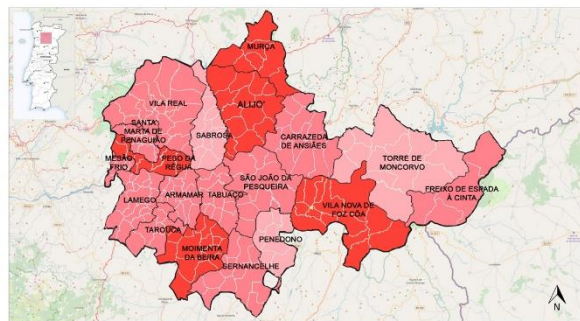 MURÇA
VILA REAL
ALIJÓ
SANTA
MARTA DE
PENAGUIÃO
SABROSA
CARRAZEDA
DE ANSIÃES
MESÃO
FRIO
PESO DA
RÉGUA
TORRE DE
MONCORVO
SÃO JOÃO DA
PESQUEIRA
FREIXO DE ESPADA
À CINTA
LAMEGO
ARMAMAR
TABUAÇO
VILA NOVA DE
FOZ CÔA
TAROUCA
MOIMENTA
DA BEIRA
PENEDONO
SERNANCELHE
N